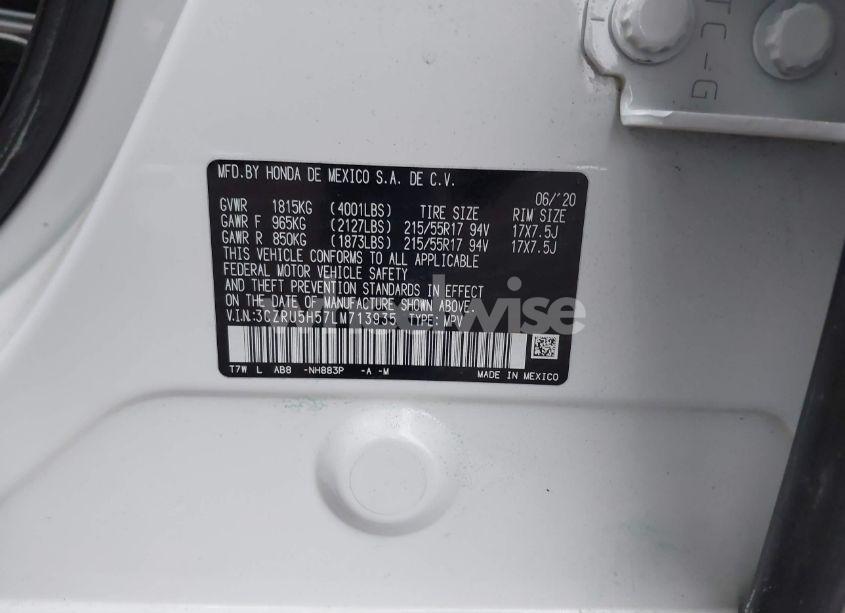 TC-G
MFD.BY HONDA DE MEXICO S.A. DE C.V.
06/'20
GVWR 1815KG (4001LBS) TIRE SIZE RIM SIZE
GAWR F 965KG (2127LBS) 215/55R17 94V 17X7.5J
GAWR R 850KG (1873LBS) 215/55R17 94V 17X7.5J
THIS VEHICLE CONFORMS TO ALL APPLICABLE
FEDERAL MOTOR VEHICLE SAFETY
AND THEFT PREVENTION STANDARDS IN EFFECT
ON THE DATE OF MANUFACTURE SHOWN ABOVE.
V.I.N.:3CZRU5H57LM713935 TYPE: MPV
T7W L AB8 -NH883P -A -M
MADE IN MEXICO